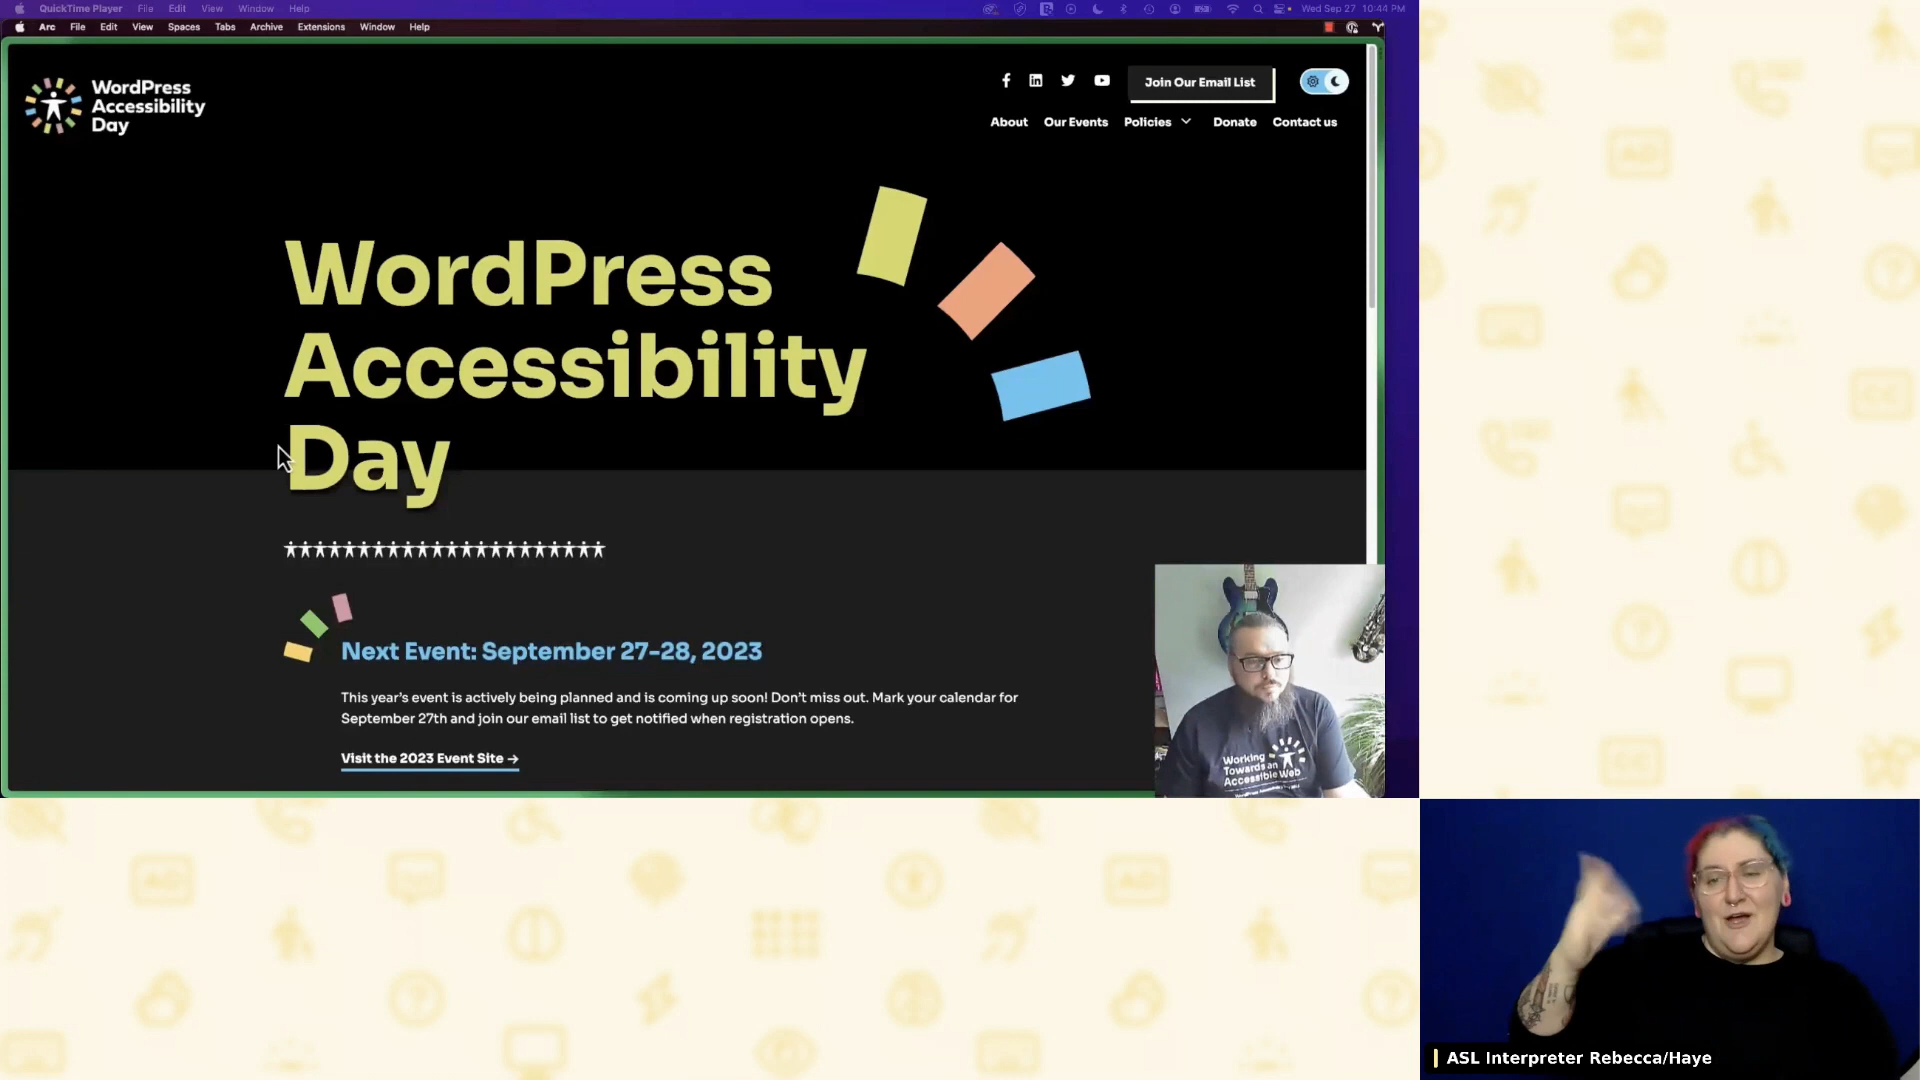 QuickTime Player File Edit View Window Help
Wed Sep 27 10:44 PM
Arc File Edit View Spaces Tabs Archive Extensions Window Help
WordPress
Accessibility
Day
Join Our Email List
About Our Events Policies Donate Contact us
WordPress
Accessibility
Day
Next Event: September 27-28, 2023
This year's event is actively being planned and is coming up soon! Don't miss out. Mark your calendar for
September 27th and join our email list to get notified when registration opens.
Visit the 2023 Event Site →
Working
Towards an
Accessible Web
ASL Interpreter Rebecca/Haye